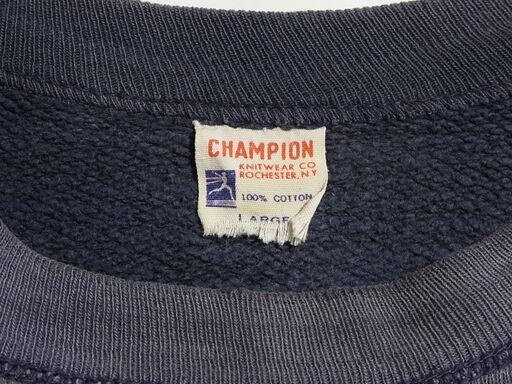 CHAMPION
KNITWEAR CO
ROCHESTER, N.Y
100% COTTON
LARGE